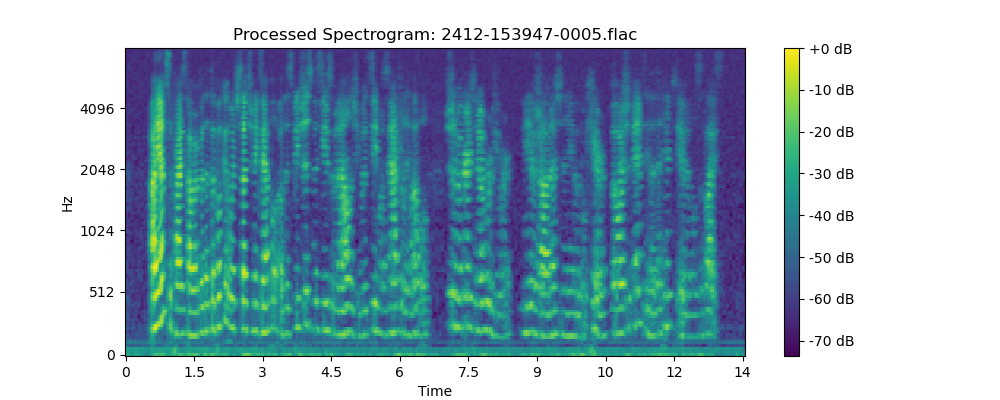 Processed Spectrogram: 2412-153947-0005.flac
Hz
4096
2048
1024
512
0
0 1.5 3 4.5 6 7.5 9 10 12 14
Time
+0 dB
-10 dB
-20 dB
-30 dB
-40 dB
-50 dB
-60 dB
-70 dB